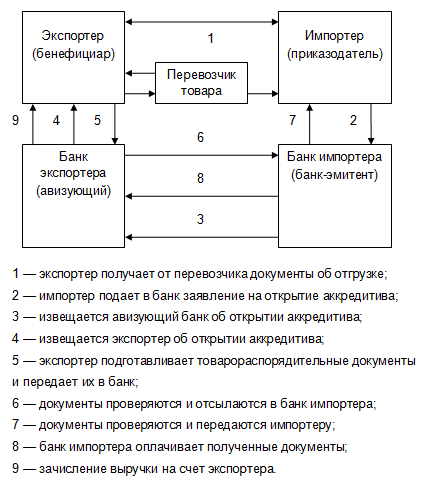 Экспортер
(бенефициар)
1
Импортер
(приказодатель)
Перевозчик
товара
9
4
5
6
7
2
Банк
экспортера
(авизующий)
8
3
Банк импортера
(банк-эмитент)
1 — экспортер получает от перевозчика документы об отгрузке;
2 — импортер подает в банк заявление на открытие аккредитива;
3 — извещается авизующий банк об открытии аккредитива;
4 — извещается экспортер об открытии аккредитива;
5 — экспортер подготавливает товарораспорядительные документы
и передает их в банк;
6 — документы проверяются и отсылаются в банк импортера;
7 — документы проверяются и передаются импортеру;
8 — банк импортера оплачивает полученные документы;
9 — зачисление выручки на счет экспортера.